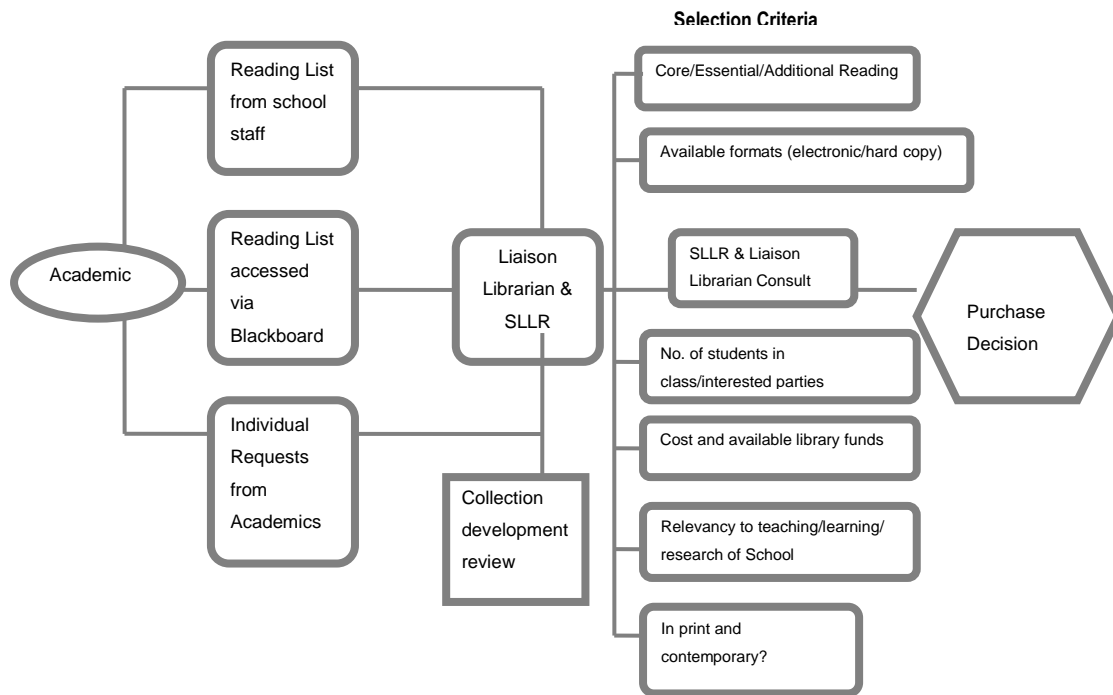 Selection Criteria
Reading List
from school
staff
Core/Essential/Additional Reading
Available formats (electronic/hard copy)
Academic
Reading List
accessed
via
Blackboard
Liaison
Librarian &
SLLR
SLLR & Liaison
Librarian Consult
Purchase
Decision
No. of students in
class/interested parties
Individual
Requests
from
Academics
Cost and available library funds
Collection
development
review
Relevancy to teaching/learning/
research of School
In print and
contemporary?